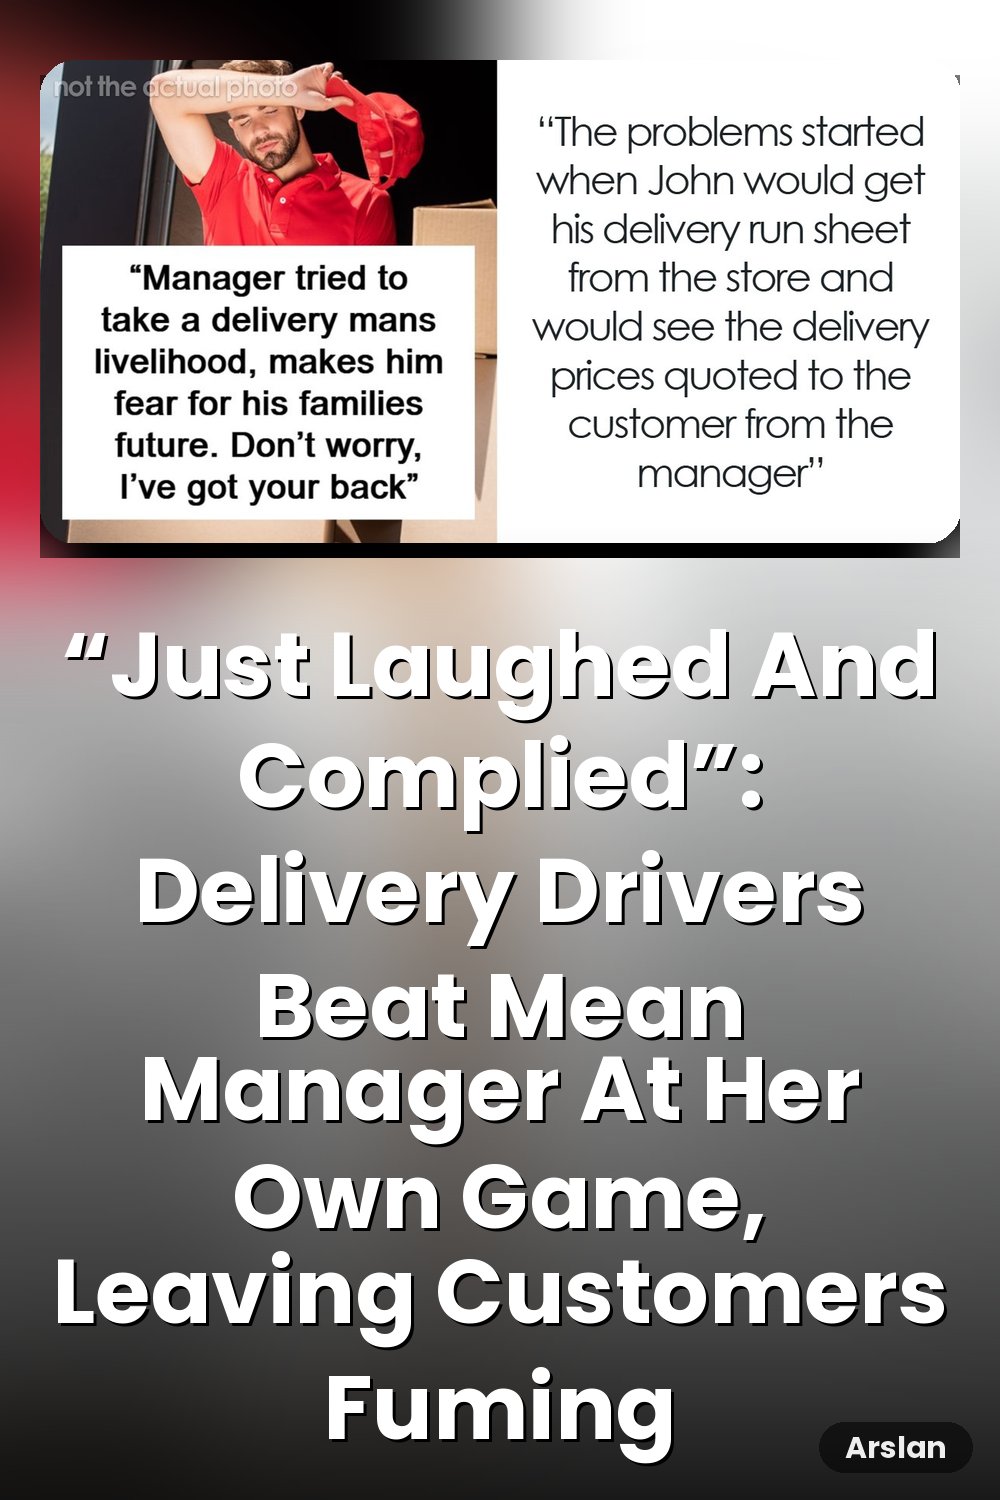 not the actual photo
“Manager tried to
take a delivery mans
livelihood, makes him
fear for his families
future. Don’t worry,
I’ve got your back”
“The problems started
when John would get
his delivery run sheet
from the store and
would see the delivery
prices quoted to the
customer from the
manager”
“Just Laughed And
Complied”:
Delivery Drivers
Beat Mean
Manager At Her
Own Game,
Leaving Customers
Fuming
Arslan